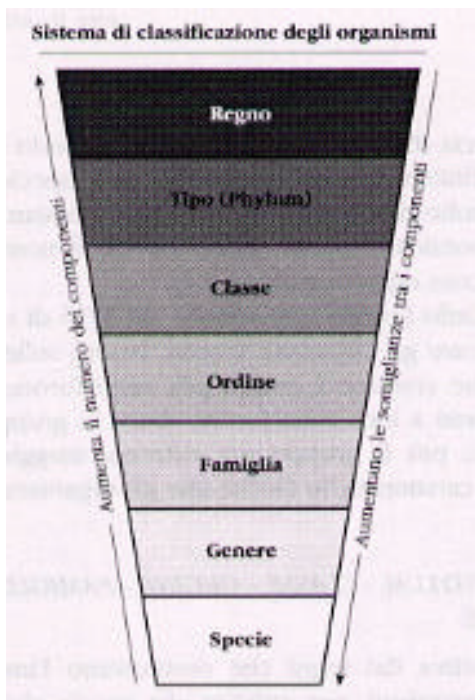 Sistema di classificazione degli organismi
Regno
Tipo (Phylum)
Classe
Ordine
Famiglia
Genere
Specie
Aumenta il numero dei componenti
Aumentano le somiglianze tra i componenti